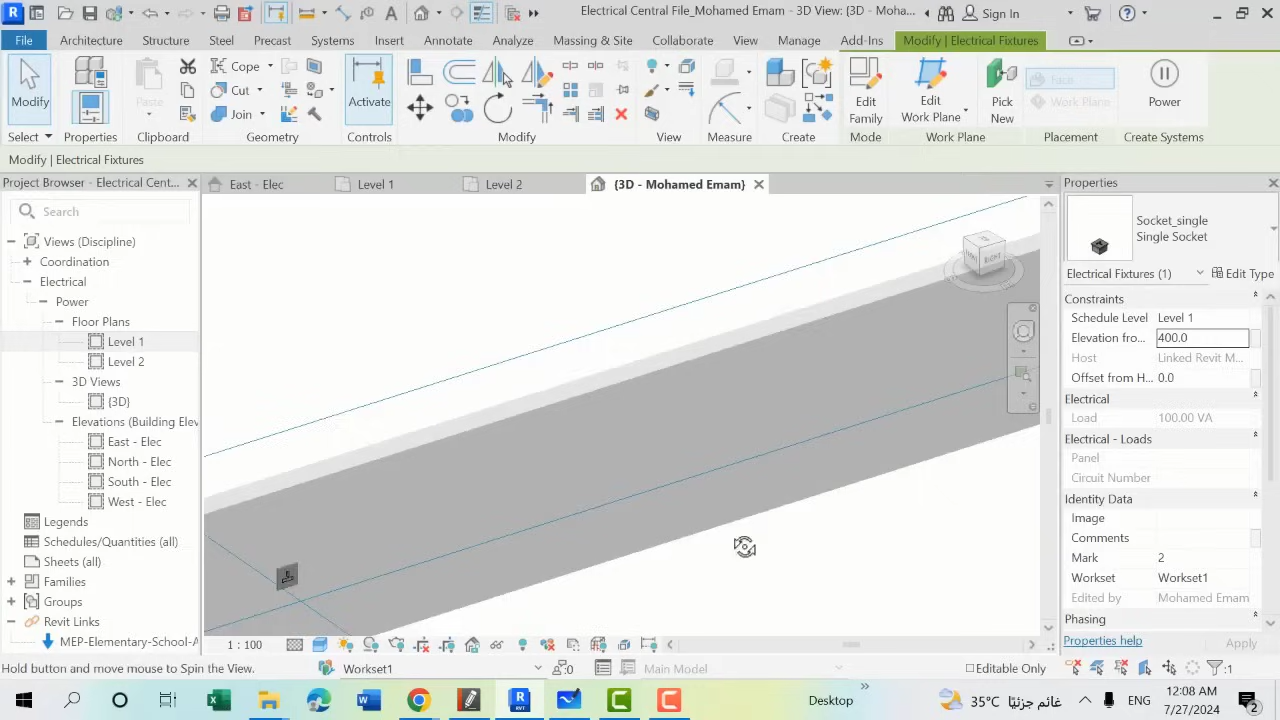 Electrical Central File_Mohamed Emam - 3D View: {3D - Moha...
Sign In
File
Architecture
Structure
Steel
Precast
Systems
Insert
Annotate
Analyze
Massing & Site
Collaborate
View
Manage
Add-Ins
Modify | Electrical Fixtures
Modify
Select
Properties
Paste
Clipboard
Cope
Cut
Join
Geometry
Activate
Controls
Modify
View
Measure
Create
Edit
Family
Mode
Edit
Work Plane
Work Plane
Pick
New
Face
Work Plane
Placement
Power
Create Systems
Modify | Electrical Fixtures
Project Browser - Electrical Cent...
East - Elec
Level 1
Level 2
{3D - Mohamed Emam}
Properties
Search
Views (Discipline)
Coordination
Electrical
Power
Floor Plans
Level 1
Level 2
3D Views
{3D}
Elevations (Building Elev
East - Elec
North - Elec
South - Elec
West - Elec
Legends
Schedules/Quantities (all)
Sheets (all)
Families
Groups
Revit Links
MEP-Elementary-School-A
RIGHT
Socket_single
Single Socket
Electrical Fixtures (1)
Edit Type
Constraints
Schedule Level Level 1
Elevation fro... 400.0
Host Linked Revit M...
Offset from H... 0.0
Electrical
Load 100.00 VA
Electrical - Loads
Panel
Circuit Number
Identity Data
Image
Comments
Mark 2
Workset Workset1
Edited by Mohamed Emam
Phasing
Properties help
Apply
1 : 100
Hold button and move mouse to Spin the View.
Workset1
:0
Main Model
Editable Only
:1
Desktop
35°C غائم جزئيًا
ENG
12:08 AM
7/27/2024
2